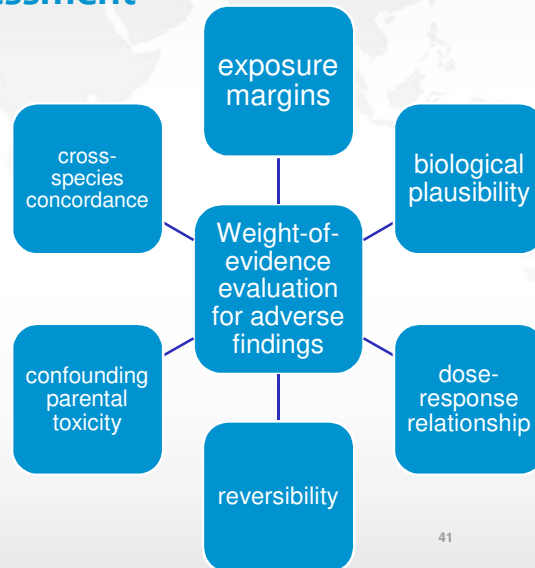 exposure
margins
cross-
species
concordance
biological
plausibility
Weight-of-
evidence
evaluation
for adverse
findings
confounding
parental
toxicity
dose-
response
relationship
reversibility
41